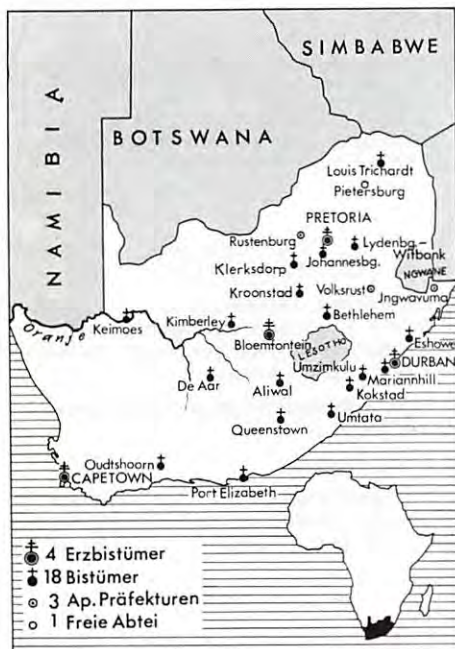 SIMBABWE
NAMIBIA
BOTSWANA
Louis Trichardt
Pietersburg
PRETORIA
Rustenburg
Lydenbg.–
Witbank
Johannesbg.
Klerksdorp
NGWANE
Kroonstad
Volksrust
Jngwavuma
Oranje
Keimoes
Kimberley
Bethlehem
Bloemfontein
LESOTHO
Eshowe
Umzimkulu
DURBAN
De Aar
Aliwal
Mariannhill
Kokstad
Queenstown
Umtata
Oudtshoorn
CAPETOWN
Port Elizabeth
4 Erzbistümer
18 Bistümer
3 Ap. Präfekturen
1 Freie Abtei